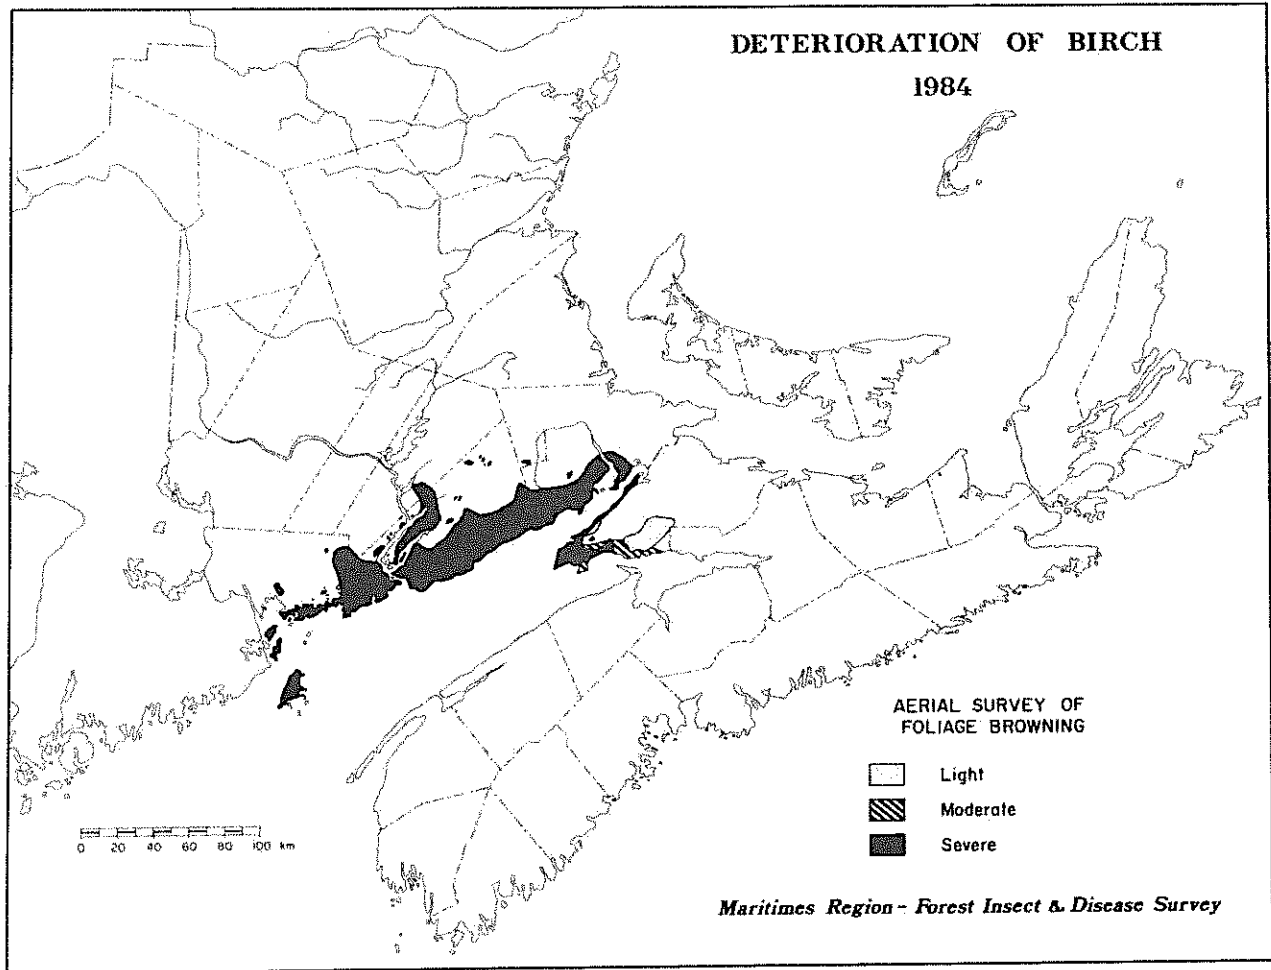 DETERIORATION OF BIRCH
1984
AERIAL SURVEY OF
FOLIAGE BROWNING
Light
Moderate
Severe
0 20 40 60 80 100 km
Maritimes Region - Forest Insect & Disease Survey